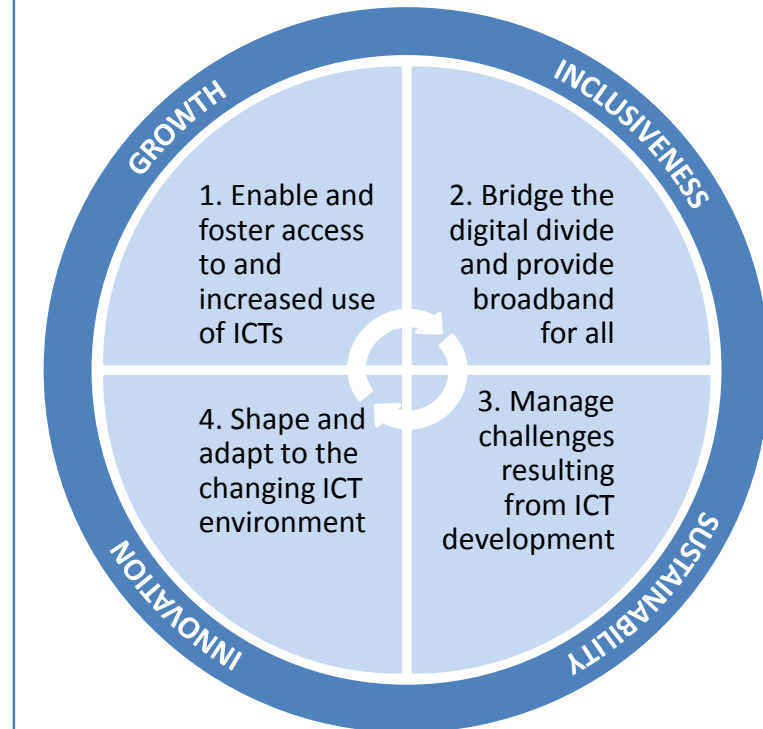 GROWTH
1. Enable and
foster access
to and
increased use
of ICTs
INCLUSIVENESS
2. Bridge the
digital divide
and provide
broadband
for all
3. Manage
challenges
resulting
from ICT
development
SUSTAINABILITY
4. Shape and
adapt to the
changing ICT
environment
INNOVATION